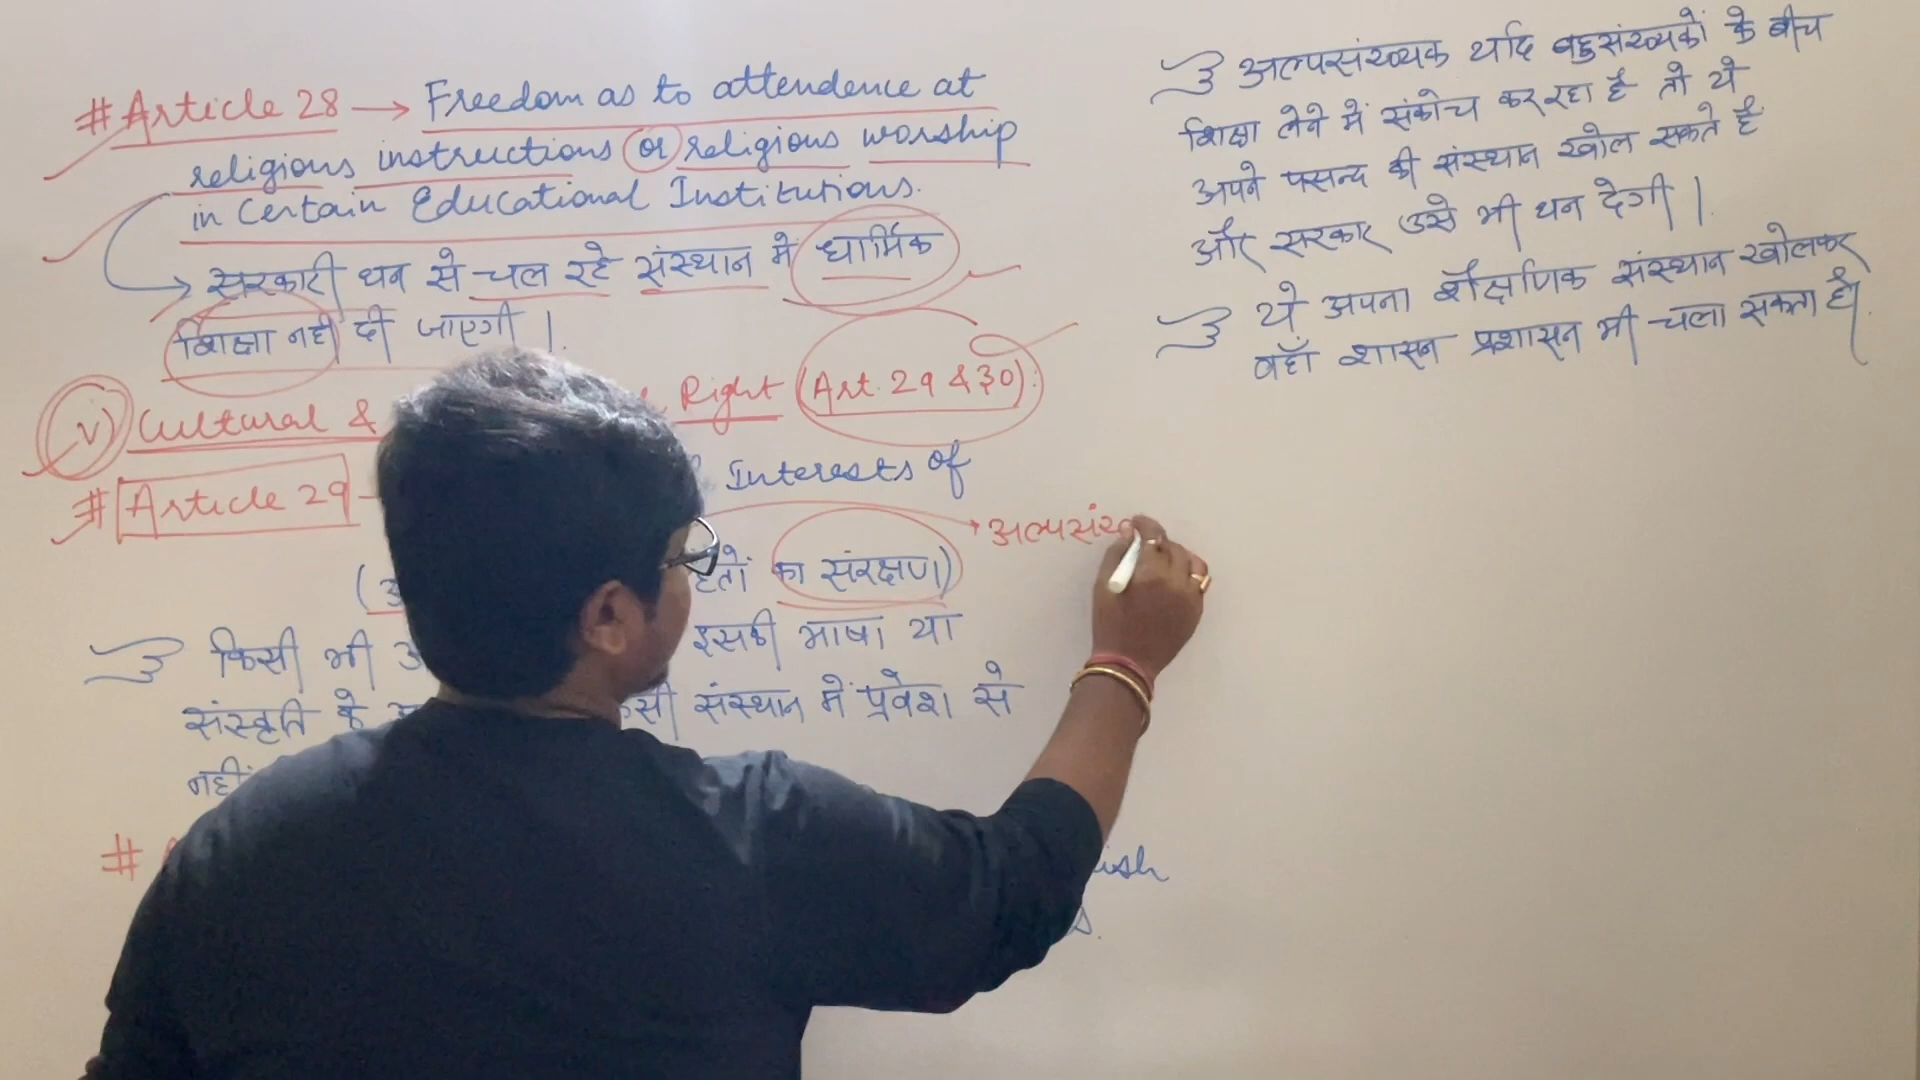 # Article 28 → Freedom as to attendence at
religious instructions or religious worship
in Certain Educational Institutions.
→ सरकारी धन से चल रहे संस्थान में धार्मिक
शिक्षा नहीं दी जाएगी।
v) Cultural & Right (Art. 29 & 30).
# Article 29
Interests of
→ अल्पसंख
का संरक्षण)
किसी भी इसकी भाषा या
संस्कृति के संस्थान में प्रवेश से
नहीं
#
अल्पसंख्यक यदि बहुसंख्यकों के बीच
शिक्षा लेने में संकोच कर रहा है तो ये
अपने पसन्द की संस्थान खोल सकते है
और सरकार उसे भी धन देगी।
ये अपना शैक्षणिक संस्थान खोलकर
वहाँ शासन प्रशासन भी चला सकता है।